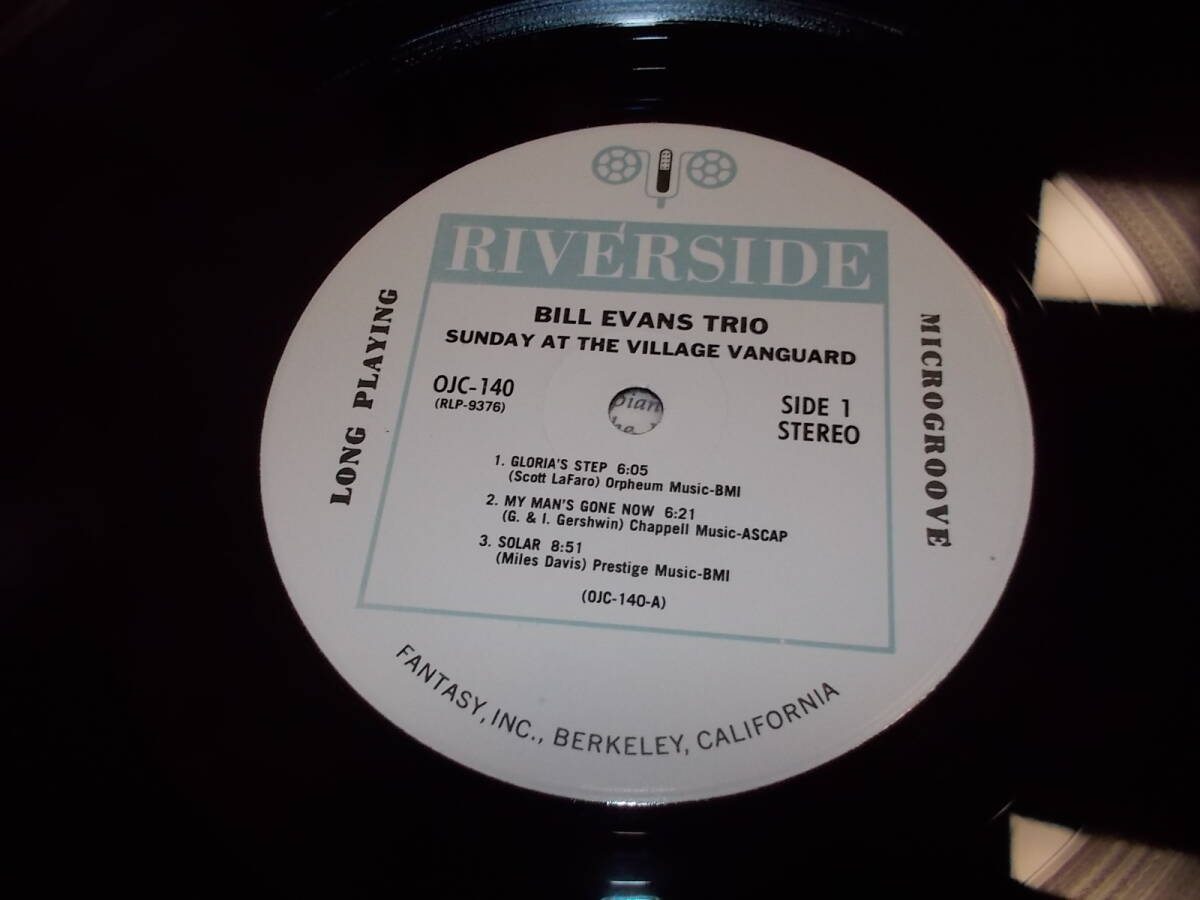 RIVERSIDE
BILL EVANS TRIO
SUNDAY AT THE VILLAGE VANGUARD
OJC-140
(RLP-9376)
SIDE 1
STEREO
1. GLORIA'S STEP 6:05
(Scott LaFaro) Orpheum Music-BMI
2. MY MAN'S GONE NOW 6:21
(G. & I. Gershwin) Chappell Music-ASCAP
3. SOLAR 8:51
(Miles Davis) Prestige Music-BMI
(OJC-140-A)
LONG PLAYING
MICROGROOVE
FANTASY, INC., BERKELEY, CALIFORNIA